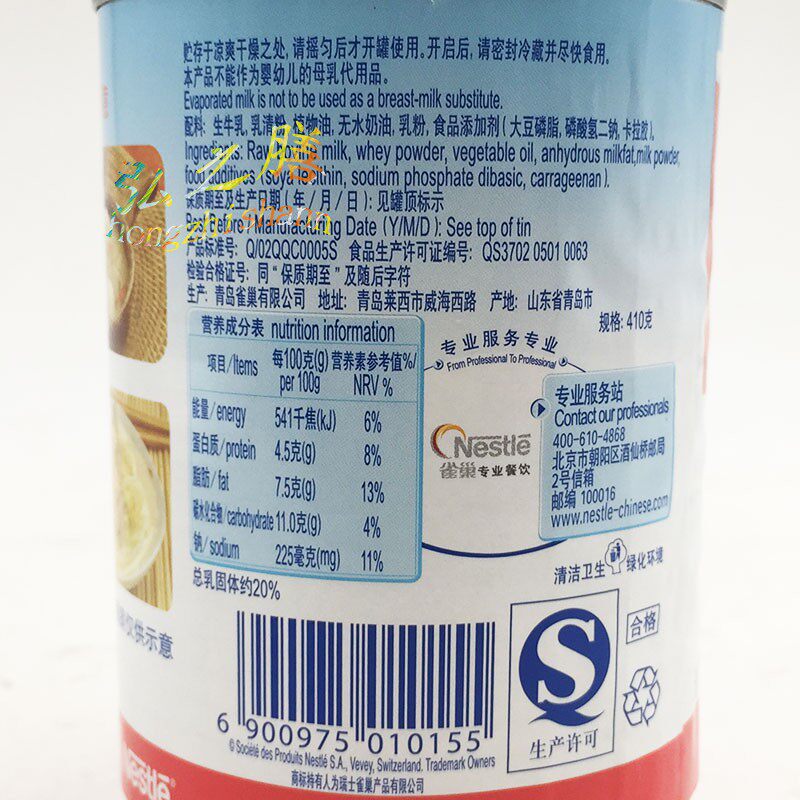 贮存于凉爽干燥之处, 请摇匀后才开罐使用。开启后, 请密封冷藏并尽快食用。
本产品不能作为婴幼儿的母乳代用品。
Evaporated milk is not to be used as a breast-milk substitute.
配料: 生牛乳, 乳清粉, 植物油, 无水奶油, 乳粉, 食品添加剂 ( 大豆磷脂, 磷酸氢二钠, 卡拉胶 ).
Ingredients: Raw bovine milk, whey powder, vegetable oil, anhydrous milkfat, milk powder,
food additives (soya lecithin, sodium phosphate dibasic, carrageenan ).
弘之膳
hongzhishann
保质期至及生产日期 ( 年 / 月 / 日 ) : 见罐顶标示
Best Before / Manufacturing Date (Y/M/D ): See top of tin
产品标准号: Q/02QQC0005S 食品生产许可证编号: QS3702 0501 0063
检验合格证号: 同 “ 保质期至 ” 及随后字符
生产: 青岛雀巢有限公司 地址: 青岛莱西市威海西路 产地: 山东省青岛市
规格: 410克
营养成分表 nutrition information
项目/Items 每100克(g) per 100g 营养素参考值%/ NRV %
能量/energy 541千焦(kJ) 6%
蛋白质/protein 4.5克(g) 8%
脂肪/fat 7.5克(g) 13%
碳水化合物/carbohydrate 11.0克(g) 4%
钠/sodium 225毫克(mg) 11%
总乳固体约20%
专业服务专业
From Professional To Professional
Nestlé
雀巢专业餐饮
专业服务站
Contact our professionals
400-610-4868
北京市朝阳区酒仙桥邮局
2号信箱
邮编 100016
www.nestle-chinese.com
清洁卫生 绿化环境
仅供示意
合格
生产许可
6 900975 010155
© Société des Produits Nestlé S.A., Vevey, Switzerland. Trademark Owners
商标持有人为瑞士雀巢产品有限公司
Nestlé